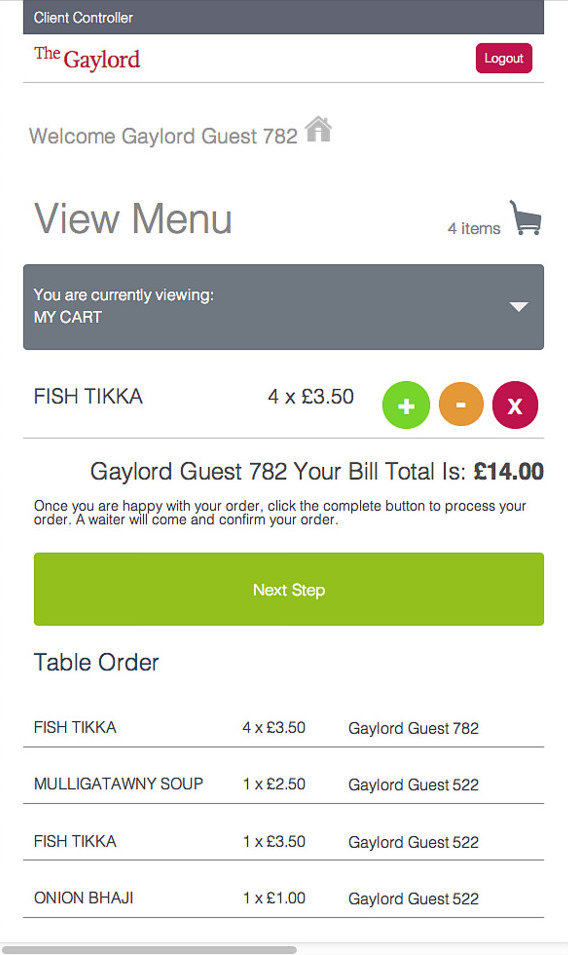 Client Controller
The Gaylord
Logout
Welcome Gaylord Guest 782
View Menu
4 items
You are currently viewing:
MY CART
FISH TIKKA 4 x £3.50 + - x
Gaylord Guest 782 Your Bill Total Is: £14.00
Once you are happy with your order, click the complete button to process your
order. A waiter will come and confirm your order.
Next Step
Table Order
FISH TIKKA 4 x £3.50 Gaylord Guest 782
MULLIGATAWNY SOUP 1 x £2.50 Gaylord Guest 522
FISH TIKKA 1 x £3.50 Gaylord Guest 522
ONION BHAJI 1 x £1.00 Gaylord Guest 522